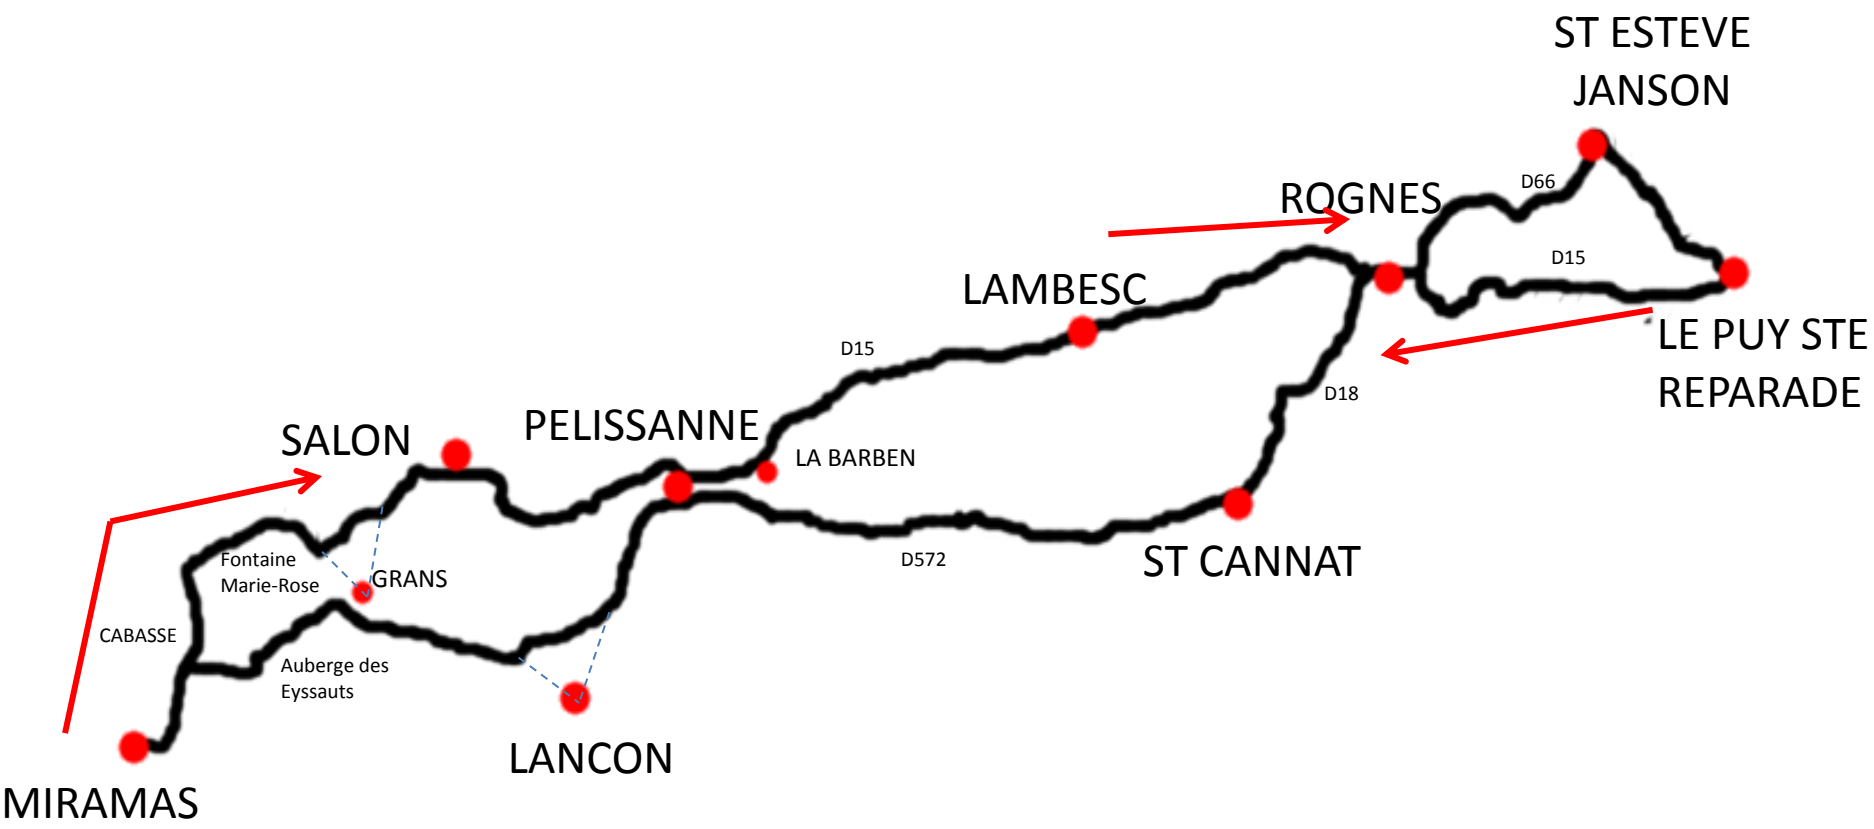 ST ESTEVE
JANSON
D66
ROGNES
D15
LAMBESC
LE PUY STE
REPARADE
D15
D18
PELISSANNE
SALON
LA BARBEN
Fontaine
Marie-Rose
GRANS
D572
ST CANNAT
CABASSE
Auberge des
Eyssauts
LANCON
MIRAMAS